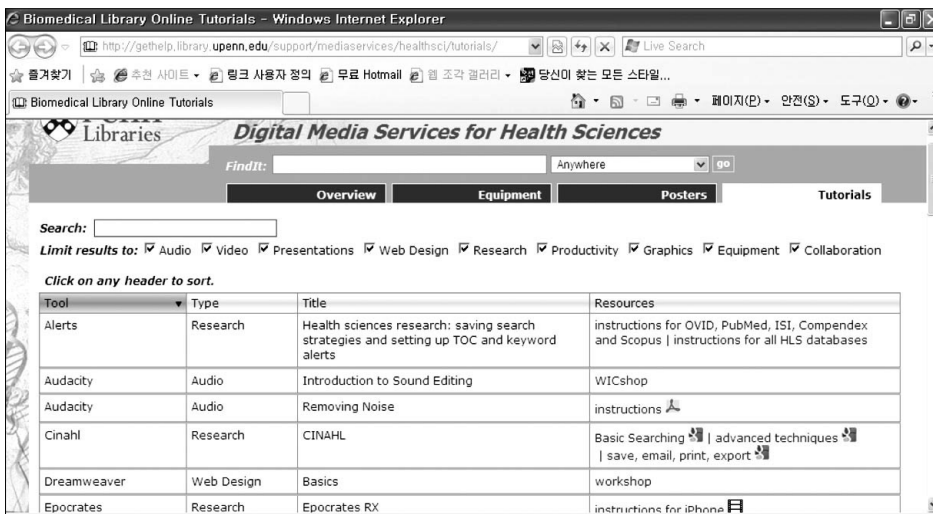 Biomedical Library Online Tutorials - Windows Internet Explorer
http://gethelp.library.upenn.edu/support/mediaservices/healthsci/tutorials/ Live Search
즐겨찾기 추천 사이트 링크 사용자 정의 무료 Hotmail 웹 조각 갤러리 당신이 찾는 모든 스타일...
Biomedical Library Online Tutorials 페이지(P) 안전(S) 도구(O)
Libraries Digital Media Services for Health Sciences
FindIt: Anywhere go
Overview Equipment Posters Tutorials
Search:
Limit results to: Audio Video Presentations Web Design Research Productivity Graphics Equipment Collaboration
Click on any header to sort.
Tool Type Title Resources
Alerts Research Health sciences research: saving search instructions for OVID, PubMed, ISI, Compendex
strategies and setting up TOC and keyword and Scopus | instructions for all HLS databases
alerts
Audacity Audio Introduction to Sound Editing WICshop
Audacity Audio Removing Noise instructions
Cinahl Research CINAHL Basic Searching | advanced techniques
| save, email, print, export
Dreamweaver Web Design Basics workshop
Epocrates Research Epocrates RX instructions for iPhone